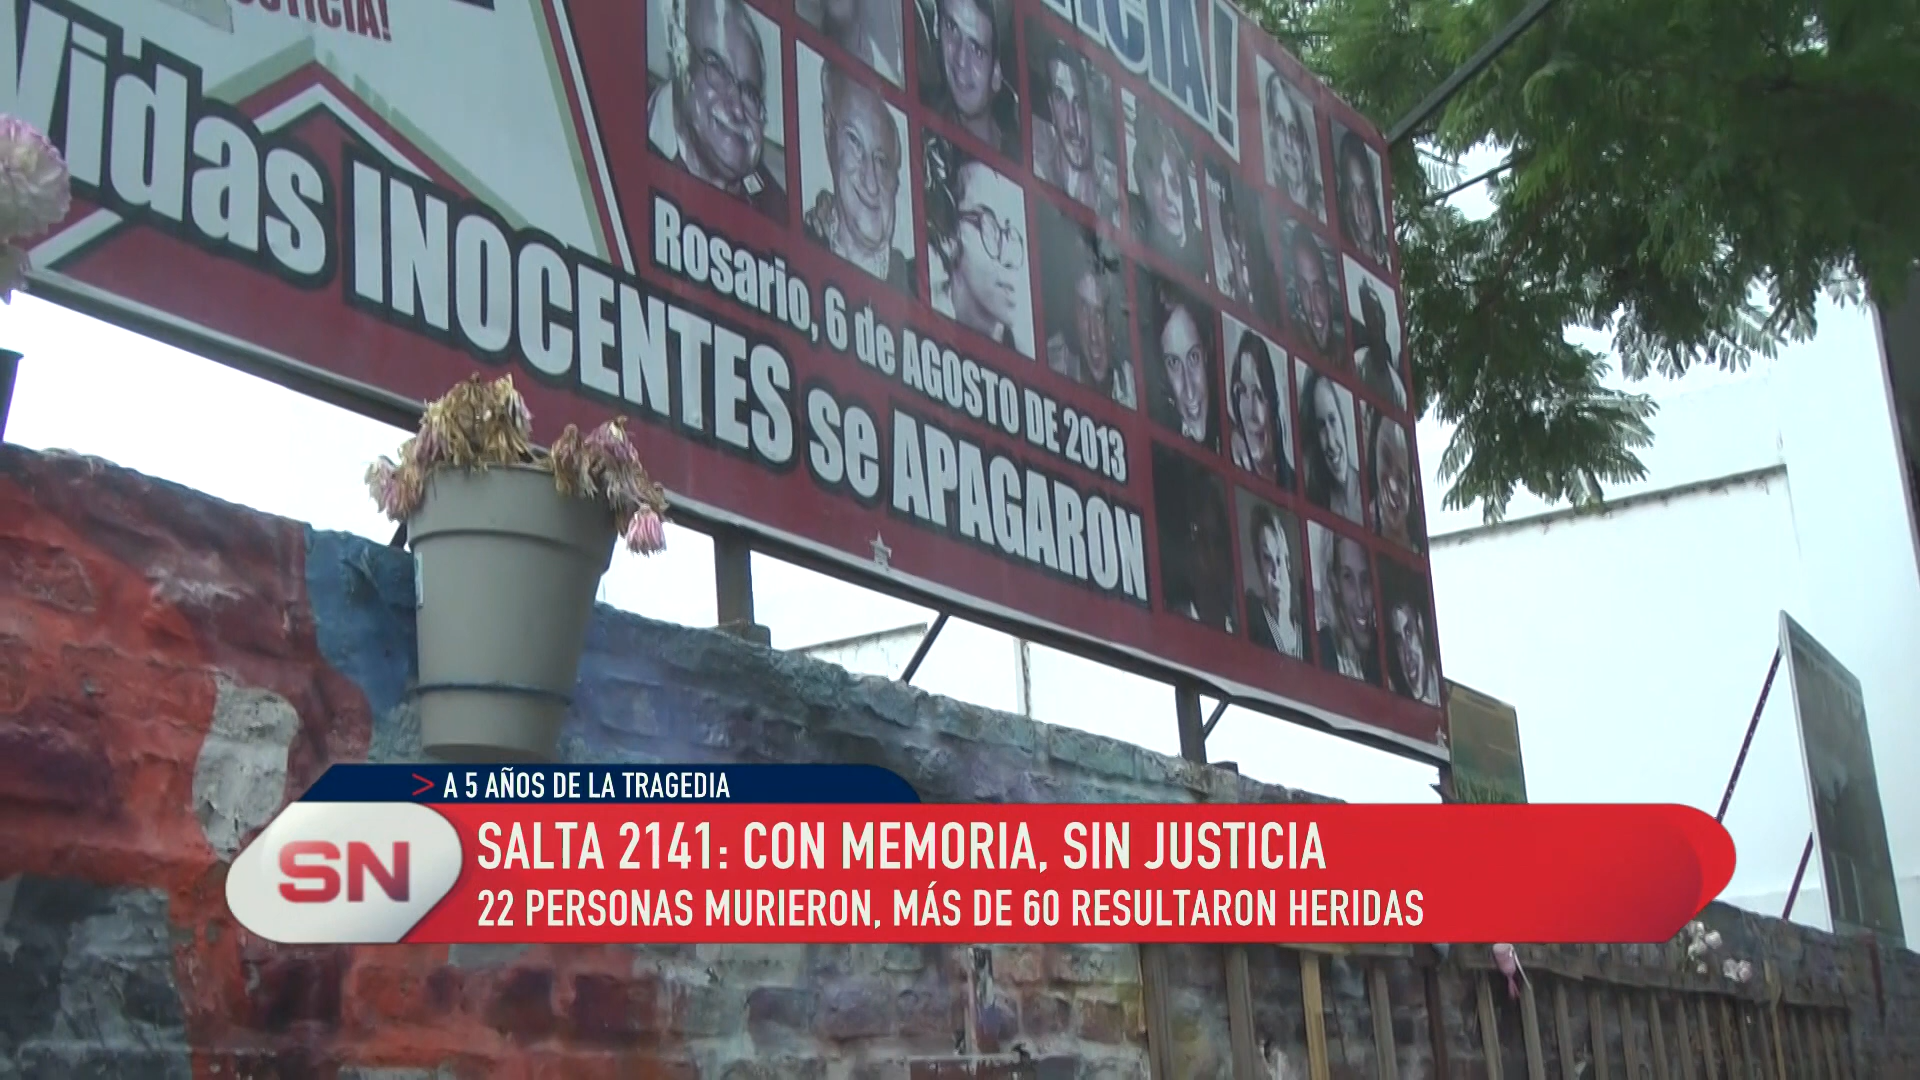 JUSTICIA!
Vidas INOCENTES se APAGARON
Rosario, 6 de AGOSTO DE 2013
> A 5 AÑOS DE LA TRAGEDIA
SN
SALTA 2141: CON MEMORIA, SIN JUSTICIA
22 PERSONAS MURIERON, MÁS DE 60 RESULTARON HERIDAS